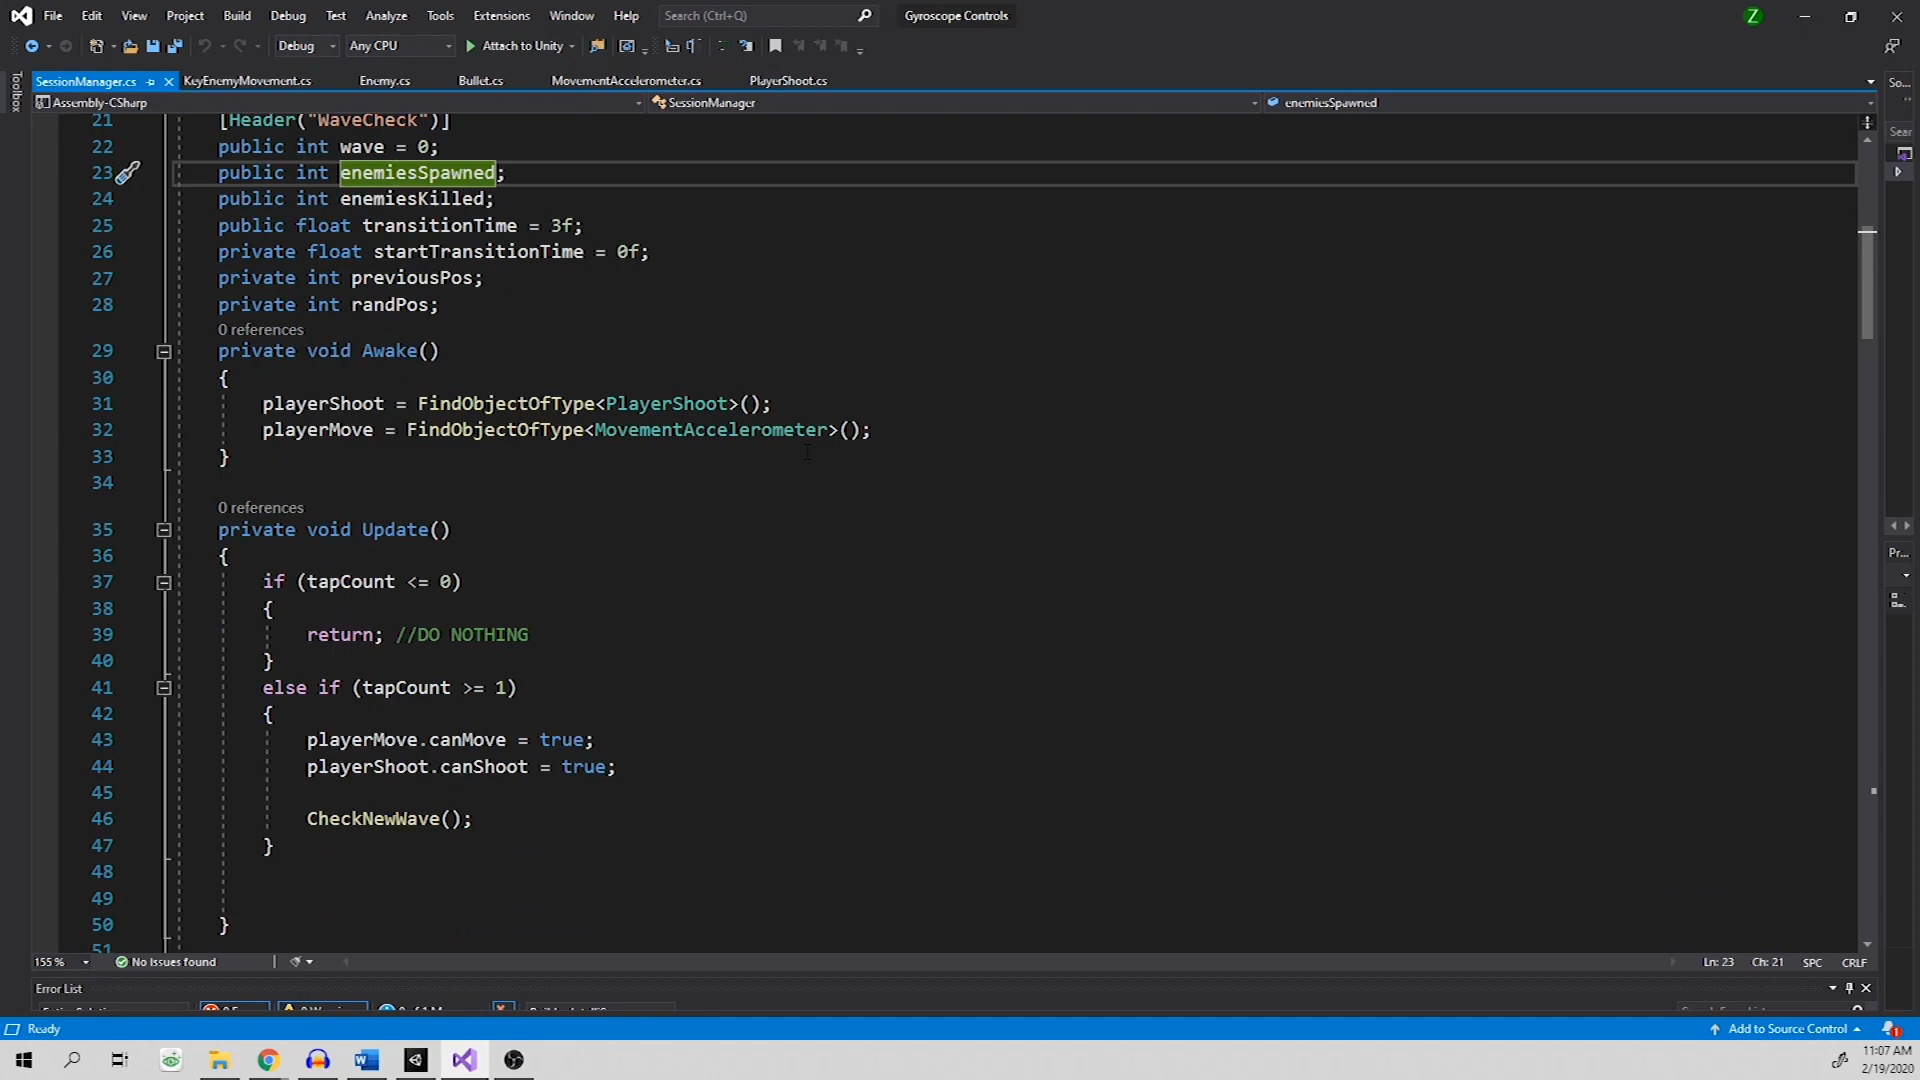 File Edit View Project Build Debug Test Analyze Tools Extensions Window Help Search (Ctrl+Q) Gyroscope Controls Z
Debug Any CPU Attach to Unity
SessionManager.cs KeyEnemyMovement.cs Enemy.cs Bullet.cs MovementAccelerometer.cs PlayerShoot.cs So...
Toolbox
Assembly-CSharp SessionManager enemiesSpawned
Sear
21 [Header("WaveCheck")]
22 public int wave = 0;
23 public int enemiesSpawned;
24 public int enemiesKilled;
25 public float transitionTime = 3f;
26 private float startTransitionTime = 0f;
27 private int previousPos;
28 private int randPos;
0 references
29 private void Awake()
30 {
31 playerShoot = FindObjectOfType<PlayerShoot>();
32 playerMove = FindObjectOfType<MovementAccelerometer>();
33 }
34
0 references
35 private void Update()
36 {
37 if (tapCount <= 0)
38 {
39 return; //DO NOTHING
40 }
41 else if (tapCount >= 1)
42 {
43 playerMove.canMove = true;
44 playerShoot.canShoot = true;
45
46 CheckNewWave();
47 }
48
49
50 }
51
Pr...
155 % No issues found Ln: 23 Ch: 21 SPC CRLF
Error List
Ready Add to Source Control 1
11:07 AM
2/19/2020